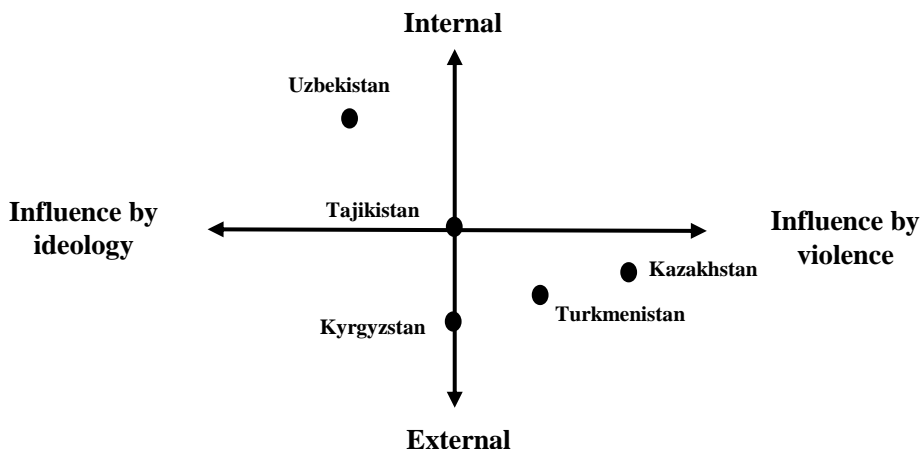 Internal
Uzbekistan
Influence by
ideology
Tajikistan
Influence by
violence
Kazakhstan
Turkmenistan
Kyrgyzstan
External